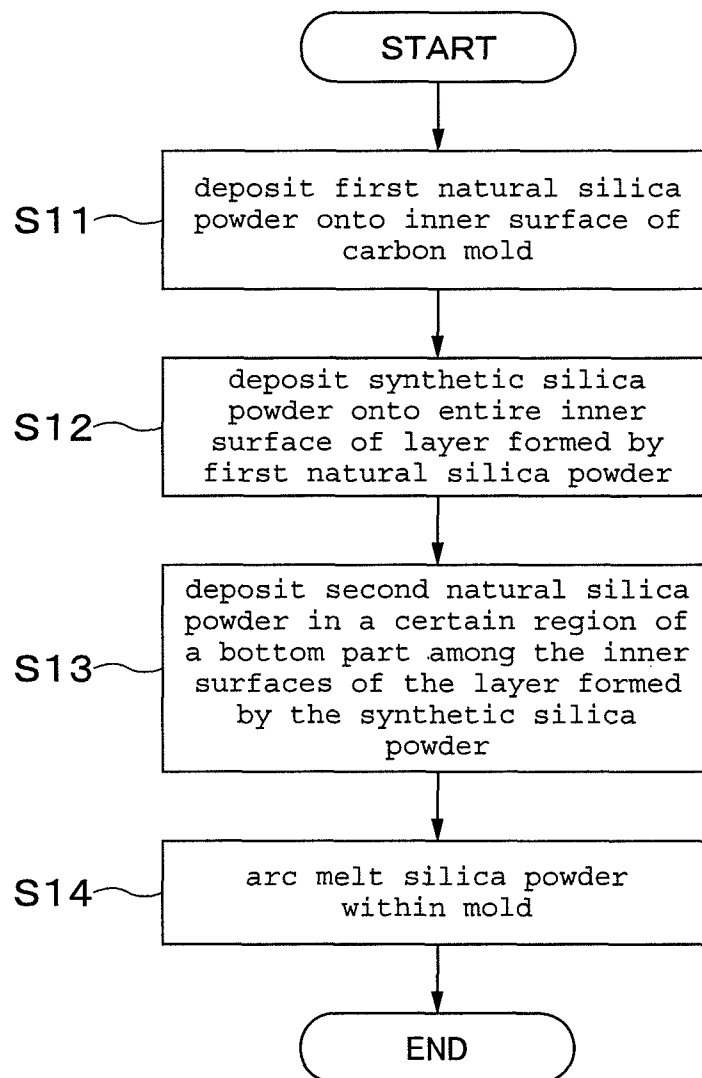 START
S11
deposit first natural silica
powder onto inner surface of
carbon mold
S12
deposit synthetic silica
powder onto entire inner
surface of layer formed by
first natural silica powder
S13
deposit second natural silica
powder in a certain region of
a bottom part among the inner
surfaces of the layer formed
by the synthetic silica
powder
S14
arc melt silica powder
within mold
END